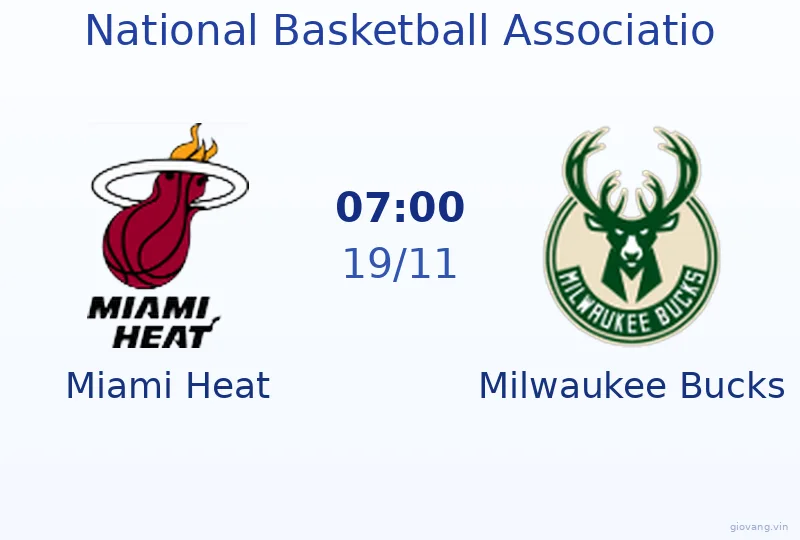 National Basketball Associatio
MIAMI
HEAT
07:00
19/11
MILWAUKEE BUCKS
Miami Heat
Milwaukee Bucks
giovang.vin